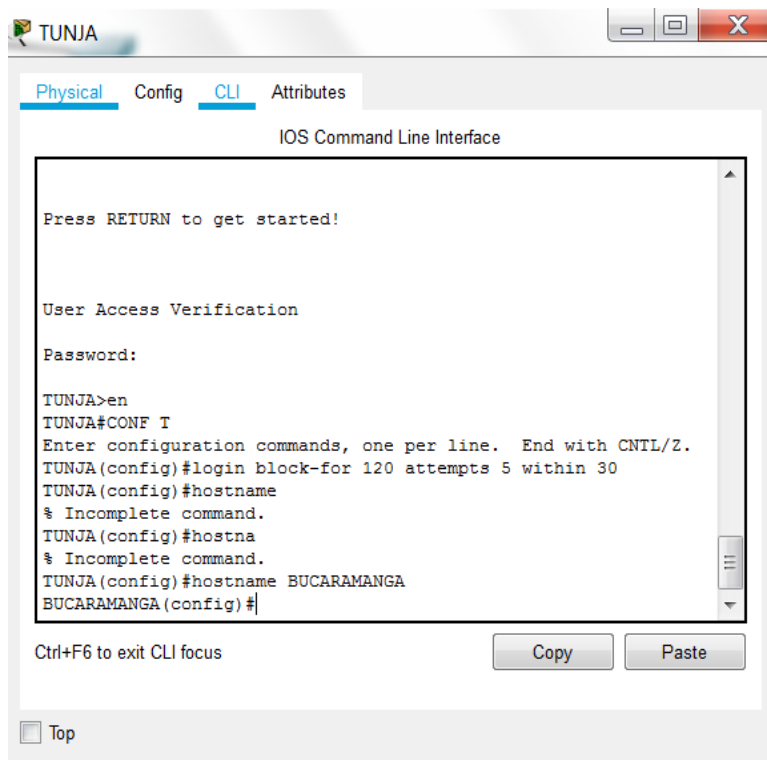 TUNJA
Physical Config CLI Attributes
IOS Command Line Interface
Press RETURN to get started!
User Access Verification
Password:
TUNJA>en
TUNJA#CONF T
Enter configuration commands, one per line.  End with CNTL/Z.
TUNJA(config)#login block-for 120 attempts 5 within 30
TUNJA(config)#hostname
% Incomplete command.
TUNJA(config)#hostna
% Incomplete command.
TUNJA(config)#hostname BUCARAMANGA
BUCARAMANGA(config)#
Ctrl+F6 to exit CLI focus Copy Paste
Top